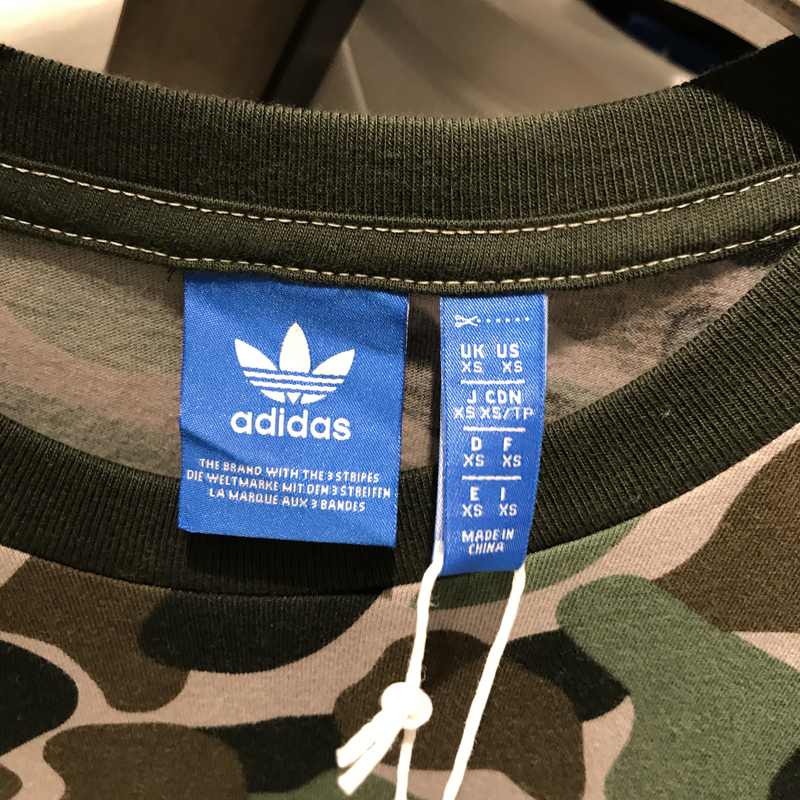 adidas
THE BRAND WITH THE 3 STRIPES
DIE WELTMARKE MIT DEN 3 STREIFEN
LA MARQUE AUX 3 BANDES
UK US
XS XS
J CDN
XS XS/TP
D F
XS XS
E I
XS XS
MADE IN
CHINA